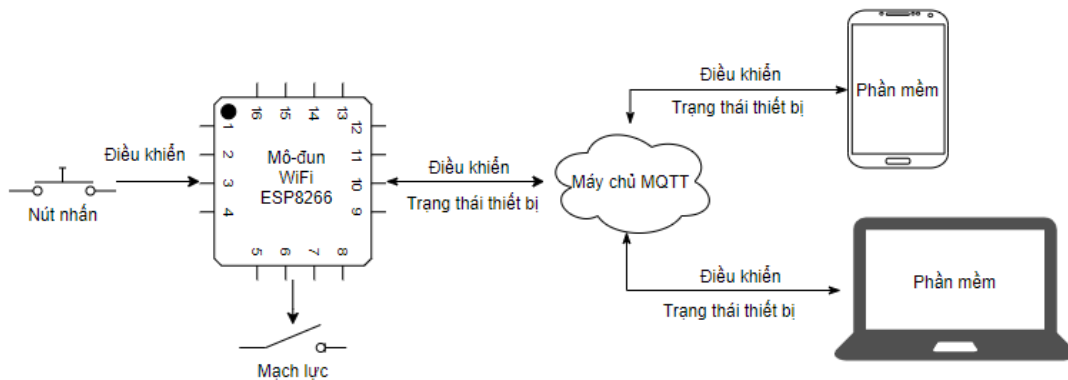 Điều khiển
Trạng thái thiết bị
Phần mềm
16
15
14
13
1
2
3
4
12
11
10
9
5
6
7
8
Mô-đun
WiFi
ESP8266
Điều khiển
Nút nhấn
Điều khiển
Trạng thái thiết bị
Máy chủ MQTT
Mạch lực
Điều khiển
Trạng thái thiết bị
Phần mềm